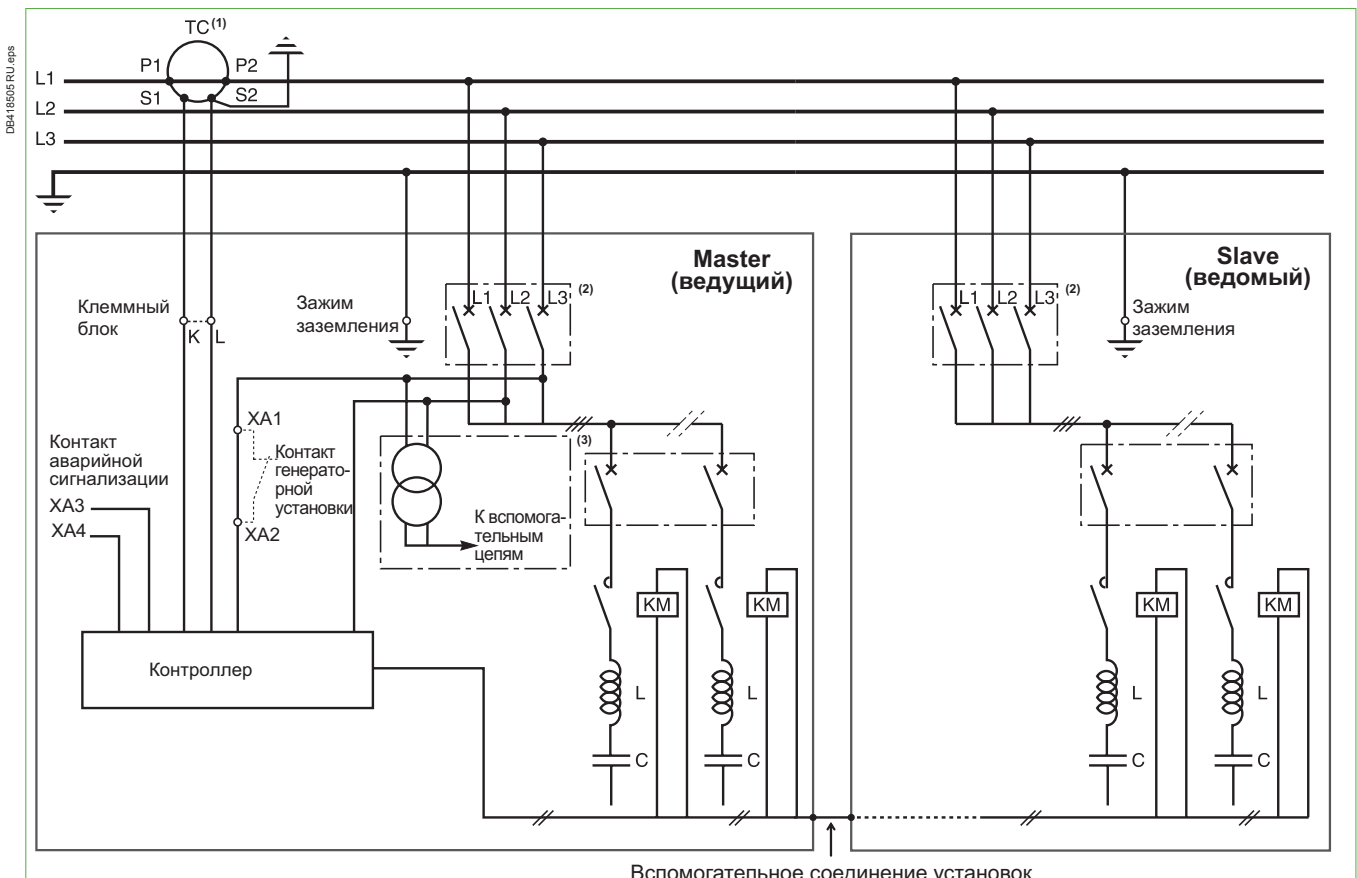 DB418505 RU.eps
TC(1)
P1
P2
S1
S2
L1
L2
L3
Master
(ведущий)
Slave
(ведомый)
Клеммный
блок
K
L
Зажим
заземления
L1
L2
L3
(2)
L1
L2
L3
(2)
Зажим
заземления
XA1
Контакт
генерато-
рной
установки
XA2
Контакт
аварийной
сигнализации
XA3
XA4
(3)
К вспомога-
тельным
цепям
KM
KM
KM
KM
Контроллер
L
L
L
L
C
C
C
C
Вспомогательное соединение установок